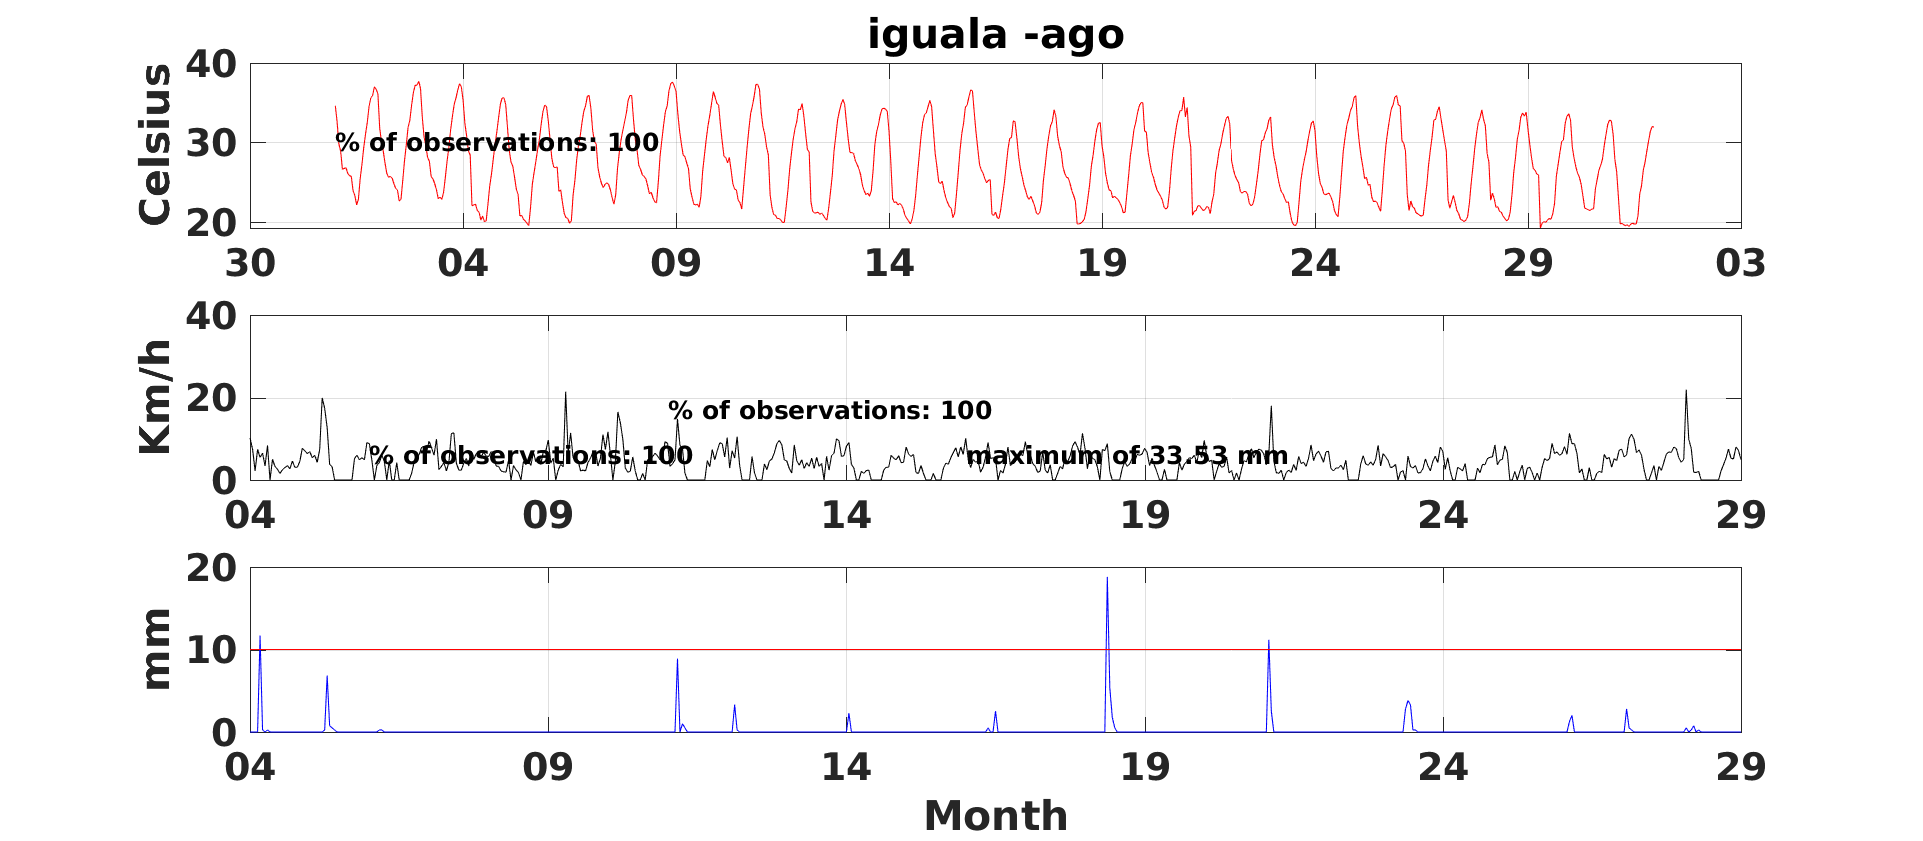 iguala -ago
Celsius
40
30
20
% of observations: 100
30 04 09 14 19 24 29 03
Km/h
40
20
0
% of observations: 100
% of observations: 100
maximum of 33.53 mm
04 09 14 19 24 29
mm
20
10
0
04 09 14 19 24 29
Month